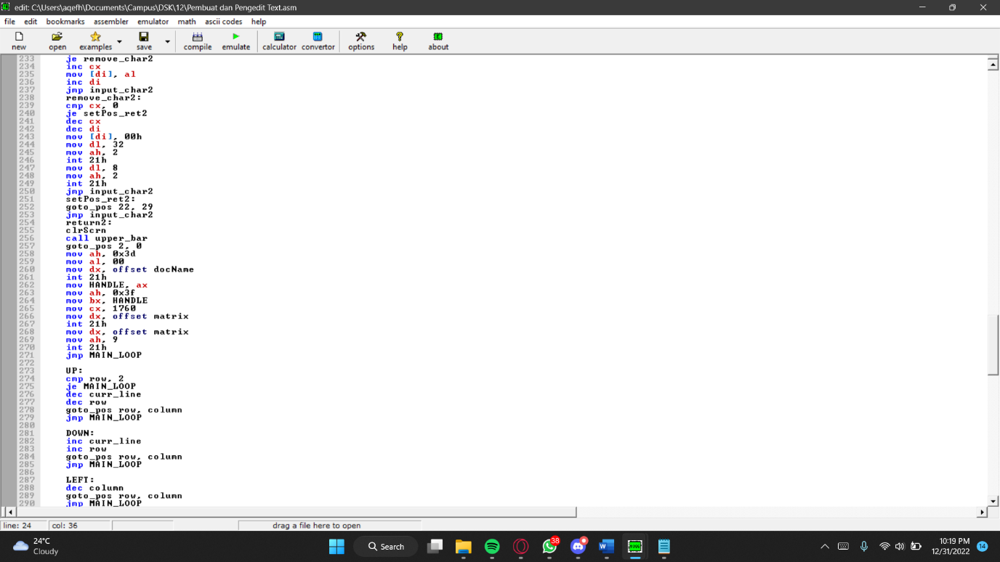 edit: C:\Users\aqefh\Documents\Campus\DSK\12\Pembuat dan Pengedit Text.asm
file edit bookmarks assembler emulator math ascii codes help
new open examples save compile emulate calculator convertor options help about
233 je remove_char2
234 inc cx
235 mov [di], al
236 inc di
237 jmp input_char2
238 remove_char2:
239 cmp cx, 0
240 je setPos_ret2
241 dec cx
242 dec di
243 mov [di], 00h
244 mov dl, 32
245 mov ah, 2
246 int 21h
247 mov dl, 8
248 mov ah, 2
249 int 21h
250 jmp input_char2
251 setPos_ret2:
252 goto_pos 22, 29
253 jmp input_char2
254 return2:
255 clrScrn
256 call upper_bar
257 goto_pos 2, 0
258 mov ah, 0x3d
259 mov al, 00
260 mov dx, offset docName
261 int 21h
262 mov HANDLE, ax
263 mov ah, 0x3f
264 mov bx, HANDLE
265 mov cx, 1760
266 mov dx, offset matrix
267 int 21h
268 mov dx, offset matrix
269 mov ah, 9
270 int 21h
271 jmp MAIN_LOOP
272
273 UP:
274 cmp row, 2
275 je MAIN_LOOP
276 dec curr_line
277 dec row
278 goto_pos row, column
279 jmp MAIN_LOOP
280
281 DOWN:
282 inc curr_line
283 inc row
284 goto_pos row, column
285 jmp MAIN_LOOP
286
287 LEFT:
288 dec column
289 goto_pos row, column
290 jmp MAIN_LOOP
line: 24 col: 36 drag a file here to open
24°C
Cloudy
Search
38
10:19 PM
12/31/2022
14